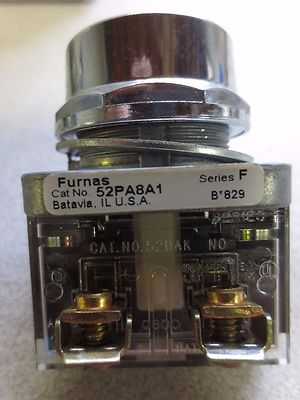 Furnas Series F
Cat No. 52PA8A1
Batavia, IL U.S.A. B*829
CAT.NO.52BAK NO